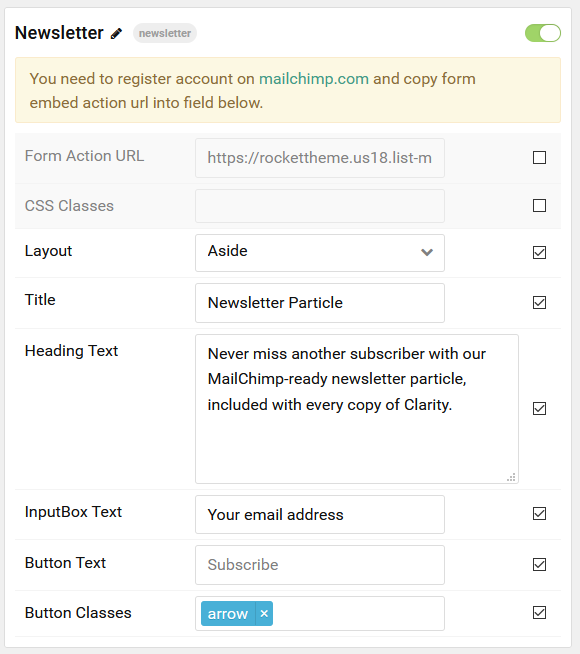 Newsletter newsletter
You need to register account on mailchimp.com and copy form
embed action url into field below.
Form Action URL https://rockettheme.us18.list-m
CSS Classes
Layout Aside
Title Newsletter Particle
Heading Text Never miss another subscriber with our
MailChimp-ready newsletter particle,
included with every copy of Clarity.
InputBox Text Your email address
Button Text Subscribe
Button Classes arrow ×